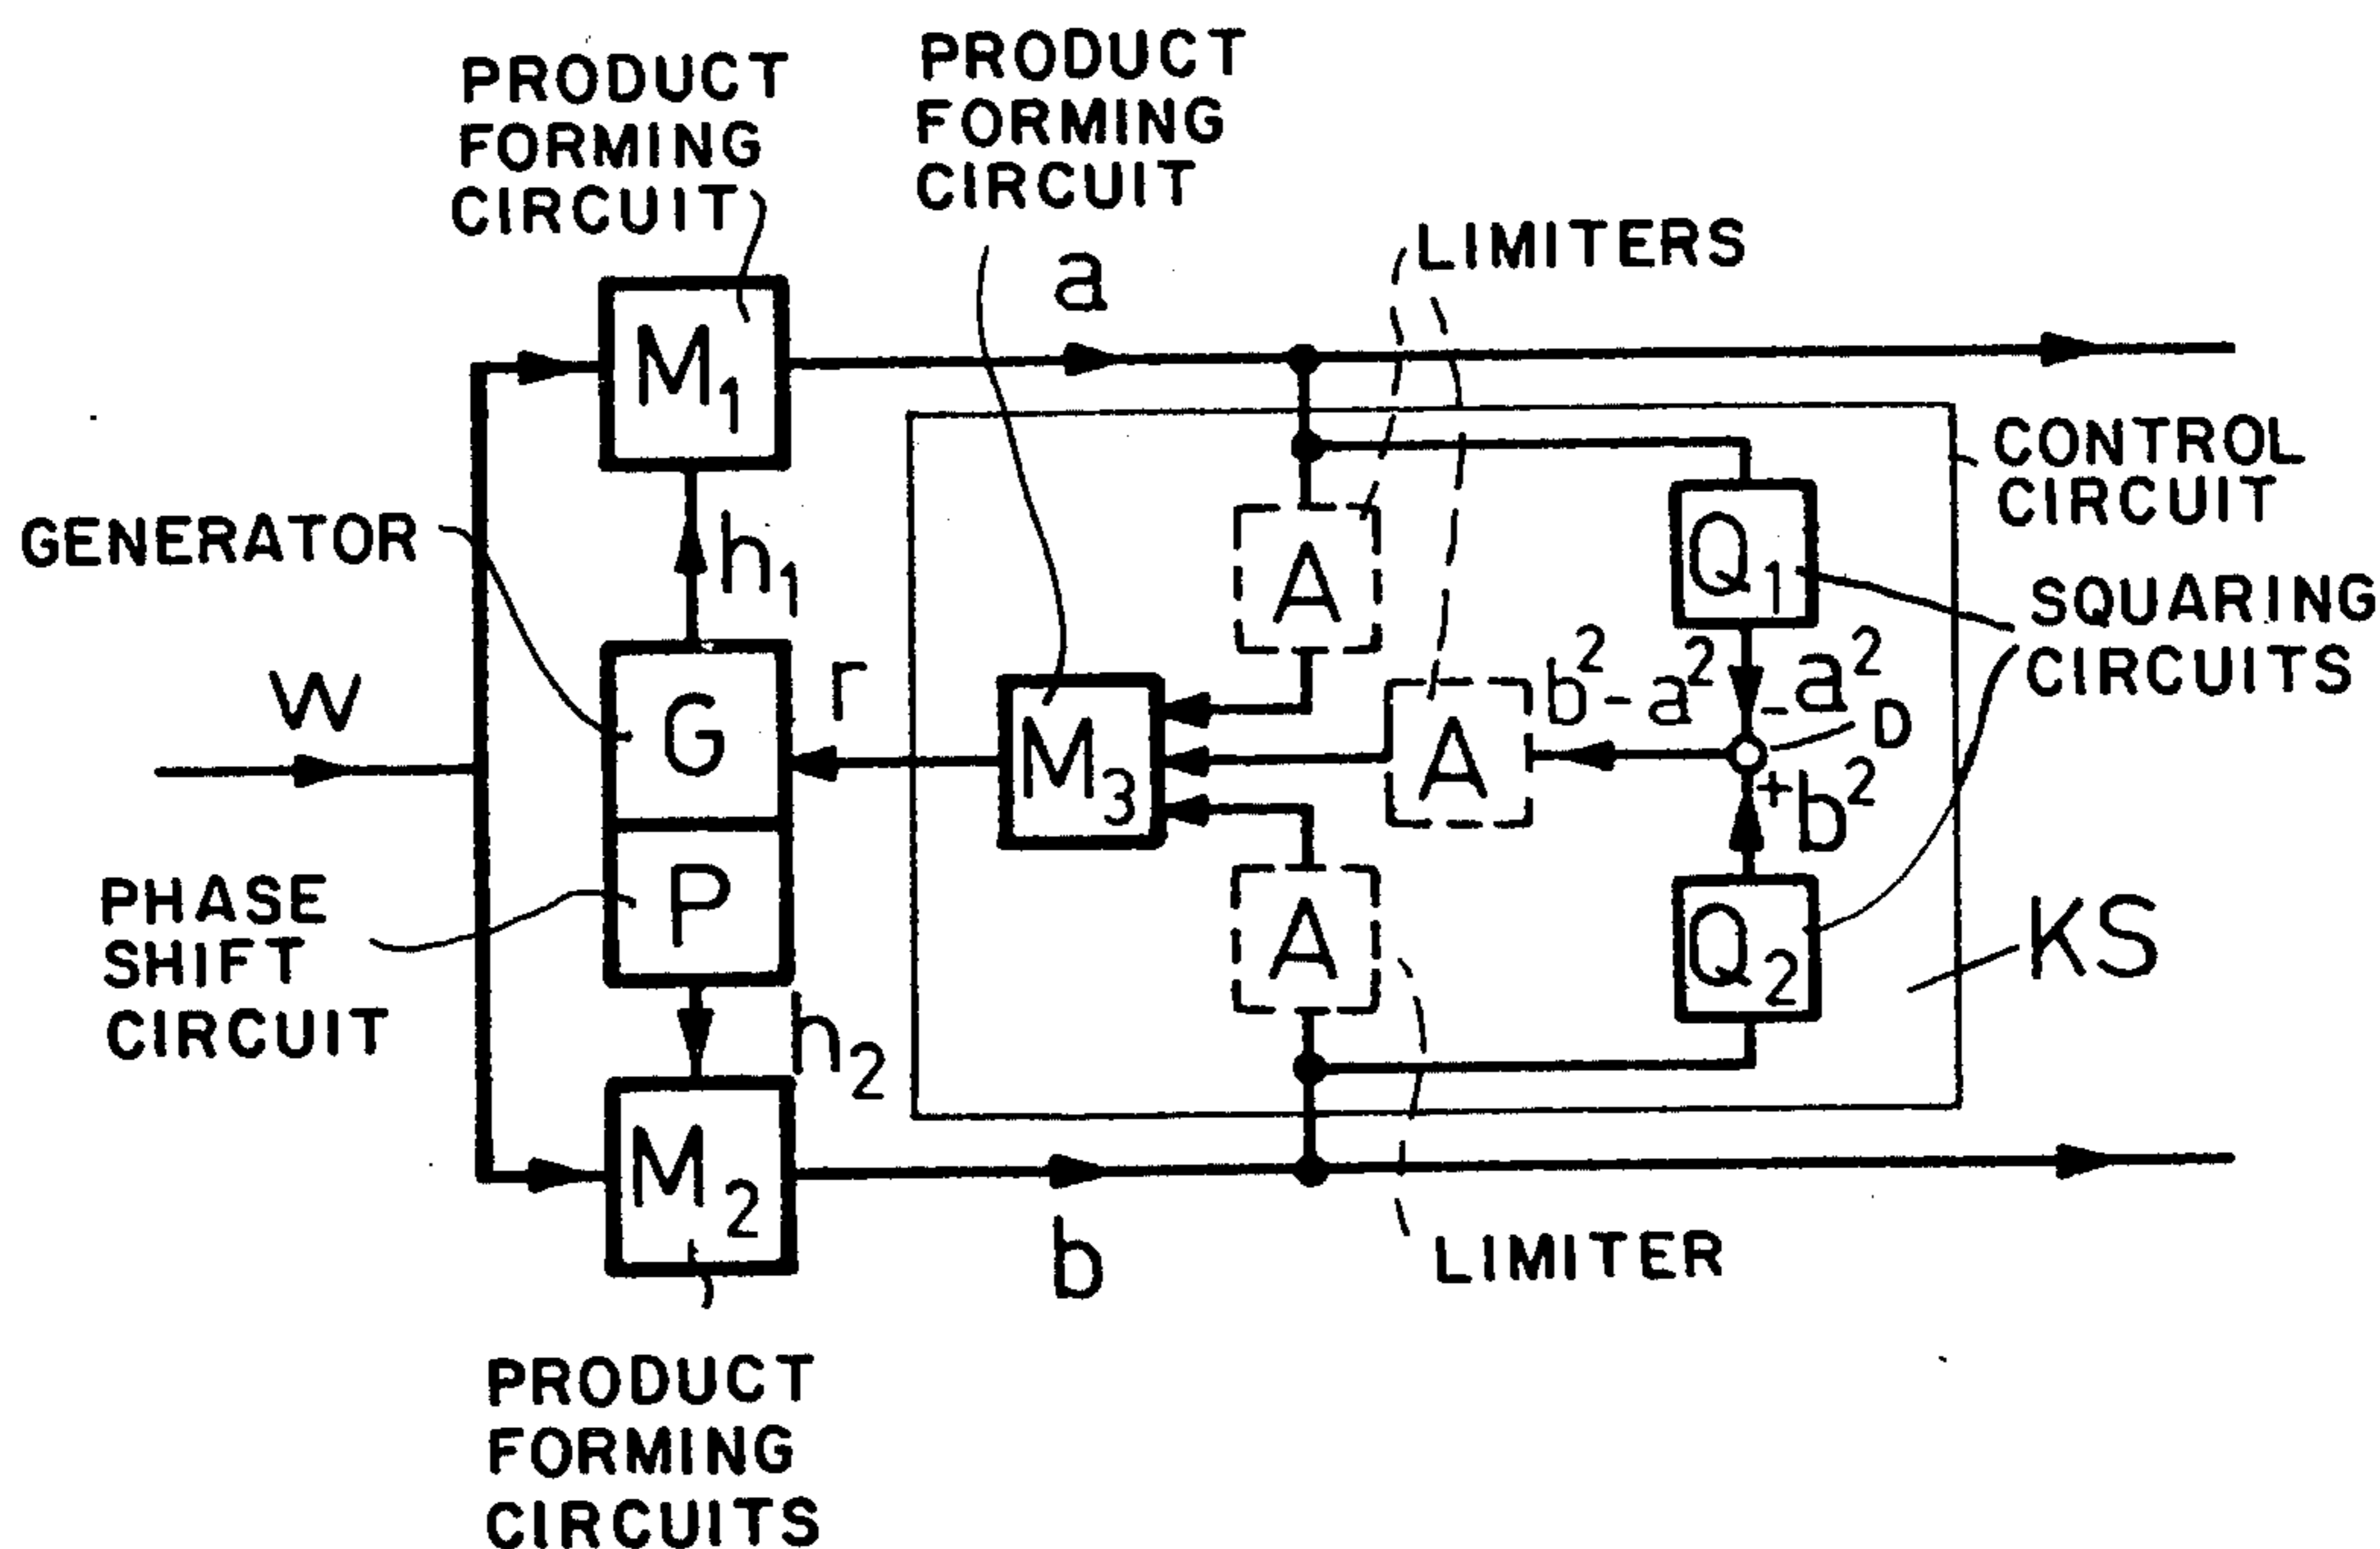 PRODUCT
FORMING
CIRCUIT
PRODUCT
FORMING
CIRCUIT
a
LIMITERS
M1
CONTROL
CIRCUIT
GENERATOR
h1
A
Q1
SQUARING
CIRCUITS
W
G
r
M3
A
b²-a²
-a²
D
+b²
PHASE
SHIFT
CIRCUIT
P
A
Q2
KS
h2
M2
b
LIMITER
PRODUCT
FORMING
CIRCUITS